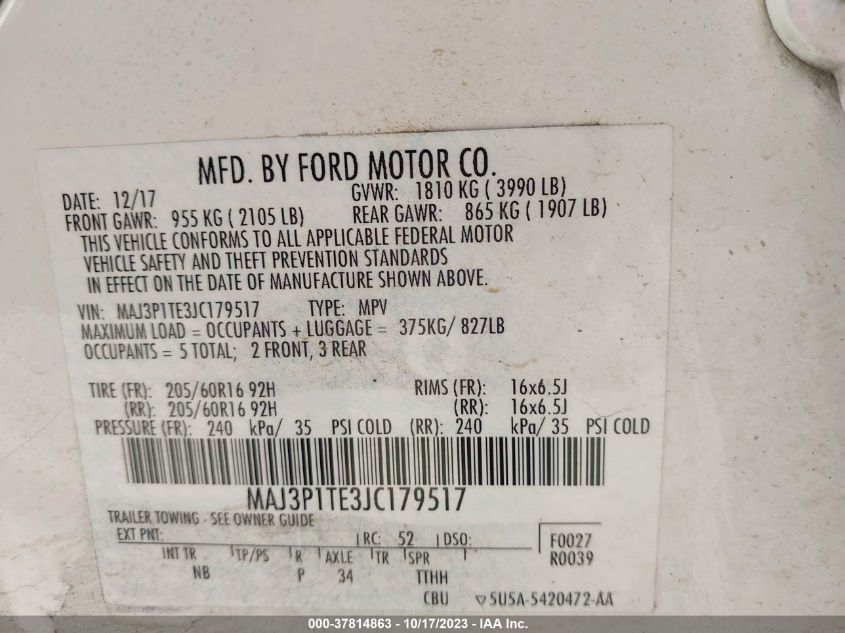 MFD. BY FORD MOTOR CO.
DATE: 12/17 GVWR: 1810 KG ( 3990 LB)
FRONT GAWR: 955 KG ( 2105 LB) REAR GAWR: 865 KG ( 1907 LB)
THIS VEHICLE CONFORMS TO ALL APPLICABLE FEDERAL MOTOR
VEHICLE SAFETY AND THEFT PREVENTION STANDARDS
IN EFFECT ON THE DATE OF MANUFACTURE SHOWN ABOVE.
VIN: MAJ3P1TE3JC179517 TYPE: MPV
MAXIMUM LOAD = OCCUPANTS + LUGGAGE = 375KG/ 827LB
OCCUPANTS = 5 TOTAL; 2 FRONT, 3 REAR
TIRE (FR): 205/60R16 92H RIMS (FR): 16x6.5J
(RR): 205/60R16 92H (RR): 16x6.5J
PRESSURE (FR): 240 kPa/ 35 PSI COLD (RR): 240 kPa/ 35 PSI COLD
MAJ3P1TE3JC179517
TRAILER TOWING - SEE OWNER GUIDE
EXT PNT: RC: 52 DSO: F0027
INT TR TP/PS R AXLE TR SPR R0039
NB P 34 TTHH
CBU 5U5A-5420472-AA
000-37814863 - 10/17/2023 - IAAI.com